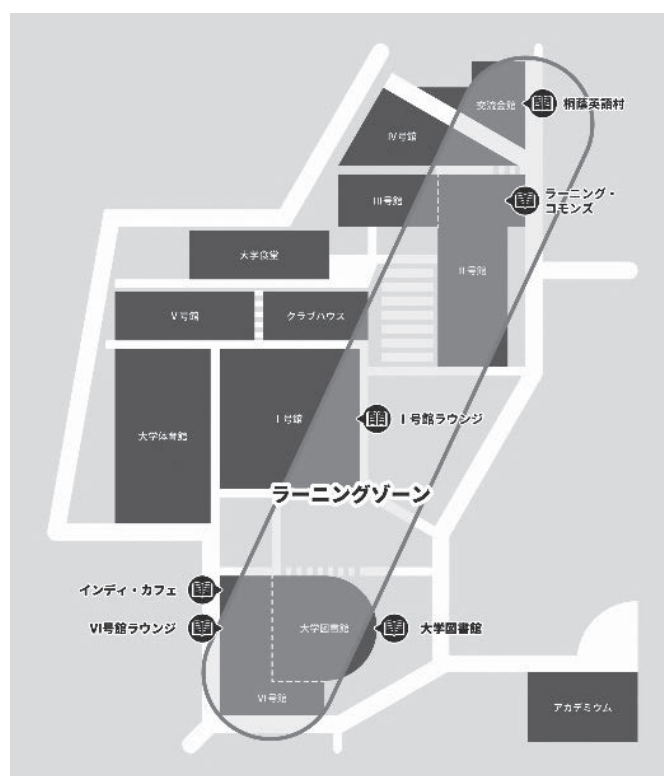 交流会館
桐蔭英語村
Ⅳ号館
Ⅲ号館
ラーニング・
コモンズ
大学食堂
Ⅱ号館
Ⅴ号館
クラブハウス
Ⅰ号館
Ⅰ号館ラウンジ
大学体育館
ラーニングゾーン
インディ・カフェ
Ⅵ号館ラウンジ
大学図書館
大学図書館
Ⅵ号館
アカデミウム